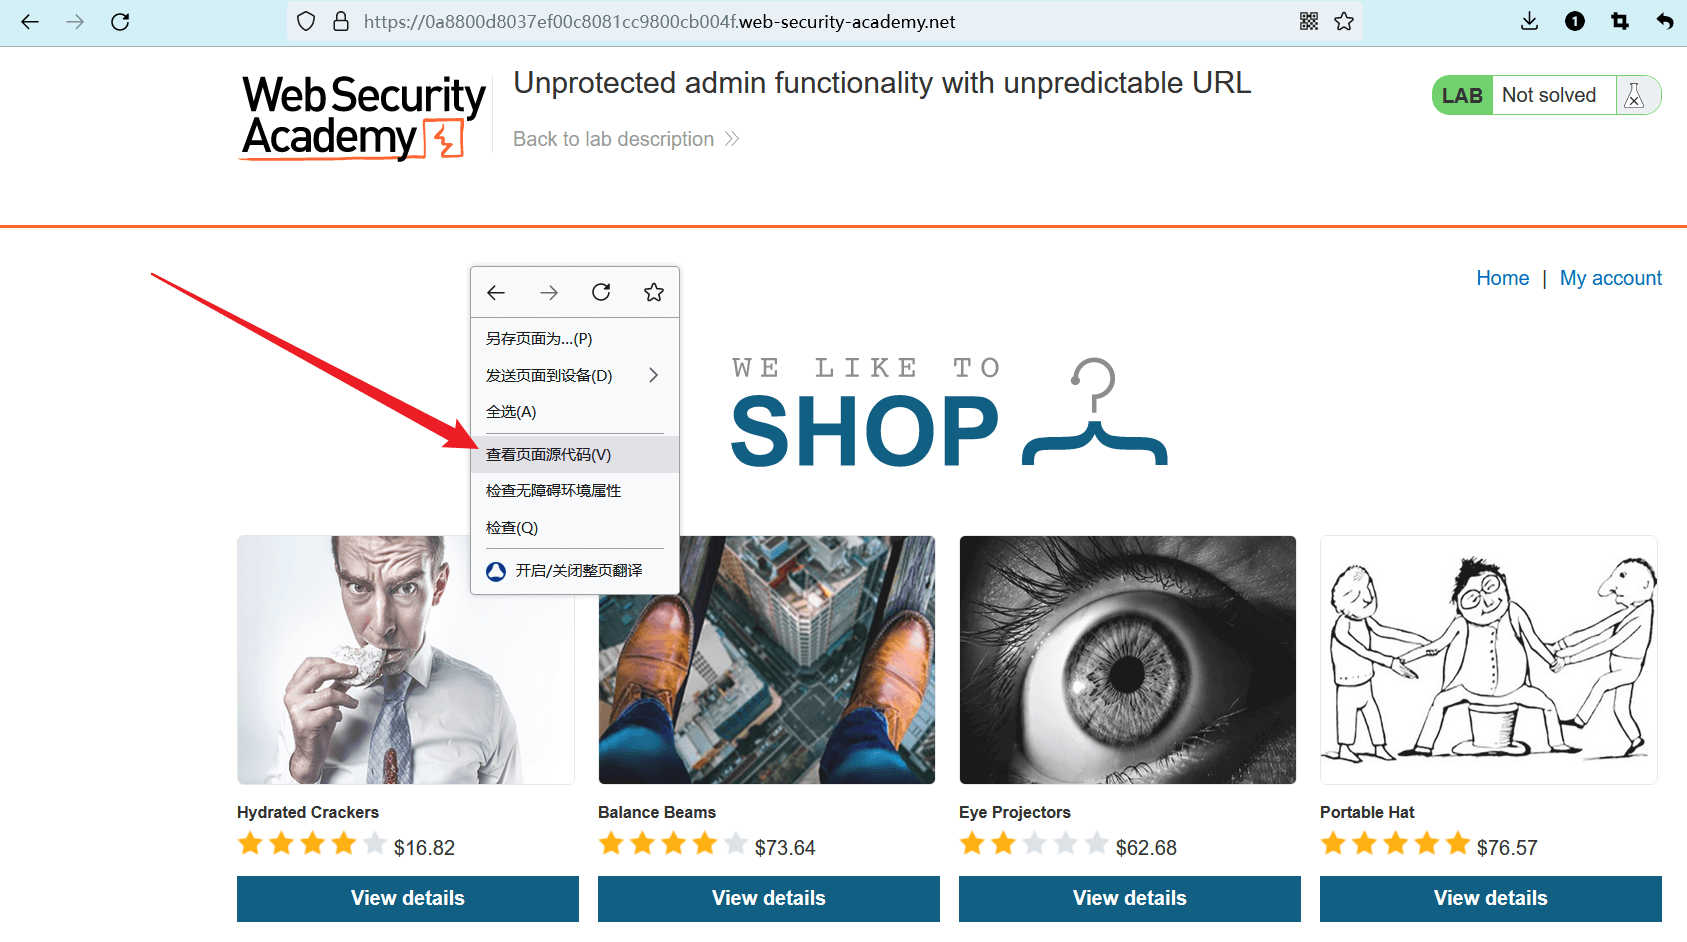 https://0a8800d8037ef00c8081cc9800cb004f.web-security-academy.net
1
Web Security
Academy
Unprotected admin functionality with unpredictable URL
Back to lab description
LAB Not solved
Home | My account
另存页面为...(P)
发送页面到设备(D)
全选(A)
查看页面源代码(V)
检查无障碍环境属性
检查(Q)
开启/关闭整页翻译
WE LIKE TO
SHOP
Hydrated Crackers
$16.82
View details
Balance Beams
$73.64
View details
Eye Projectors
$62.68
View details
Portable Hat
$76.57
View details